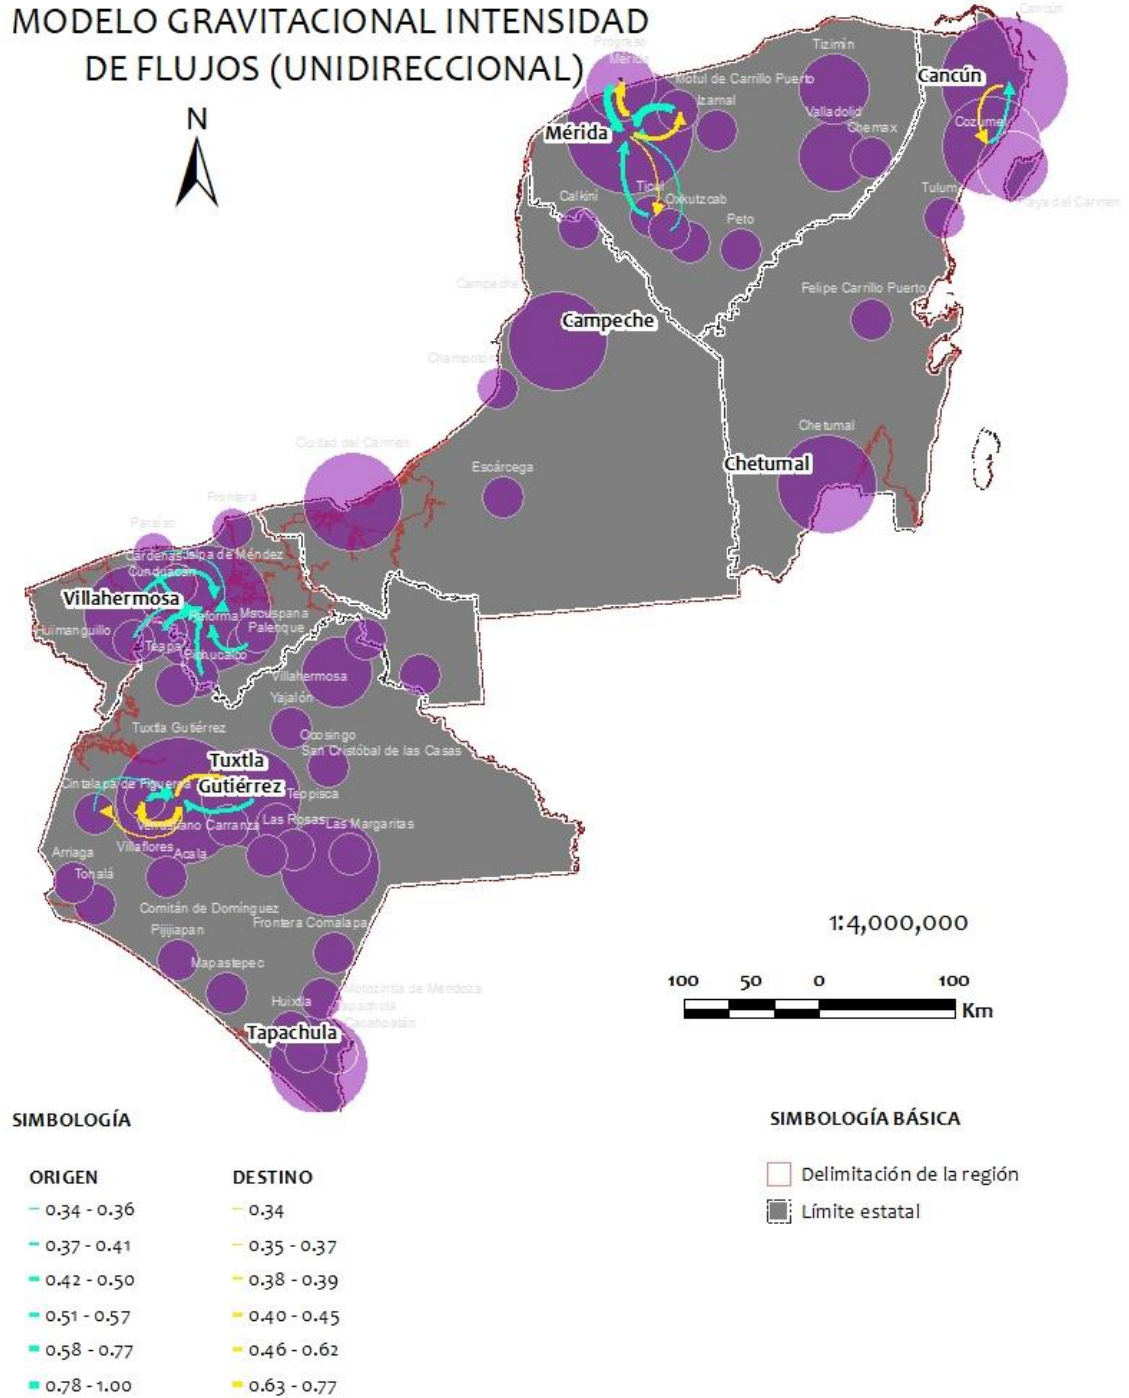 MODELO GRAVITACIONAL INTENSIDAD
DE FLUJOS (UNIDIRECCIONAL)
N
Cancún
Progreso
Mérida
Tizimín
Cancún
Motul de Carrillo Puerto
Izamal
Valladolid
Chemax
Cozumel
Mérida
Calkiní
Ticul
Oxkutzcab
Peto
Tulum
Playa del Carmen
Campeche
Felipe Carrillo Puerto
Campeche
Champotón
Ciudad del Carmen
Escárcega
Chetumal
Chetumal
Frontera
Paraíso
Cárdenas
Jalpa de Méndez
Cunduacán
Villahermosa
Reforma
Macuspana
Huimanguillo
Palenque
Teapa
Pichucalco
Villahermosa
Yajalón
Tuxtla Gutiérrez
Ocosingo
San Cristóbal de las Casas
Tuxtla
Gutiérrez
Cintalapa de Figueroa
Teopisca
Venustiano Carranza
Las Rosas
Las Margaritas
Villaflores
Acala
Arriaga
Tonalá
Comitán de Domínguez
Frontera Comalapa
Pijijiapan
Mapastepec
Motozintla de Mendoza
Huixtla
Tapachula
Cacahoatán
Tapachula
1:4,000,000
100 50 0 100
Km
SIMBOLOGÍA
SIMBOLOGÍA BÁSICA
ORIGEN
DESTINO
0.34 - 0.36
0.34
0.37 - 0.41
0.35 - 0.37
0.42 - 0.50
0.38 - 0.39
0.51 - 0.57
0.40 - 0.45
0.58 - 0.77
0.46 - 0.62
0.78 - 1.00
0.63 - 0.77
Delimitación de la región
Límite estatal